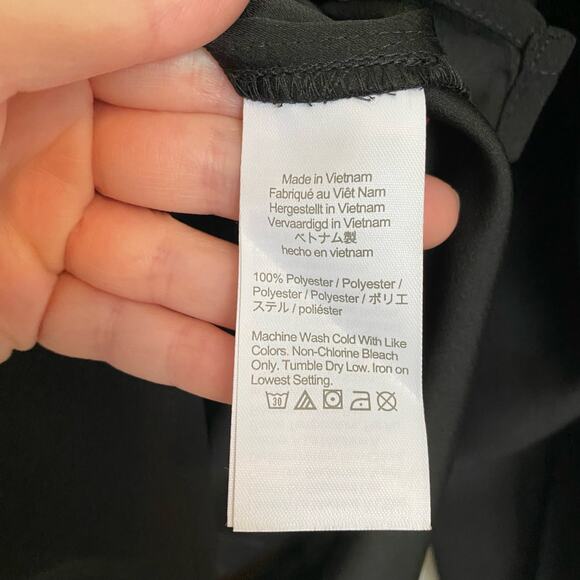 Made in Vietnam
Fabriqué au Viêt Nam
Hergestellt in Vietnam
Vervaardigd in Vietnam
ベトナム製
hecho en vietnam
100% Polyester / Polyester /
Polyester / Polyester / ポリエ
ステル / poliéster
Machine Wash Cold With Like
Colors. Non-Chlorine Bleach
Only. Tumble Dry Low. Iron on
Lowest Setting.
30